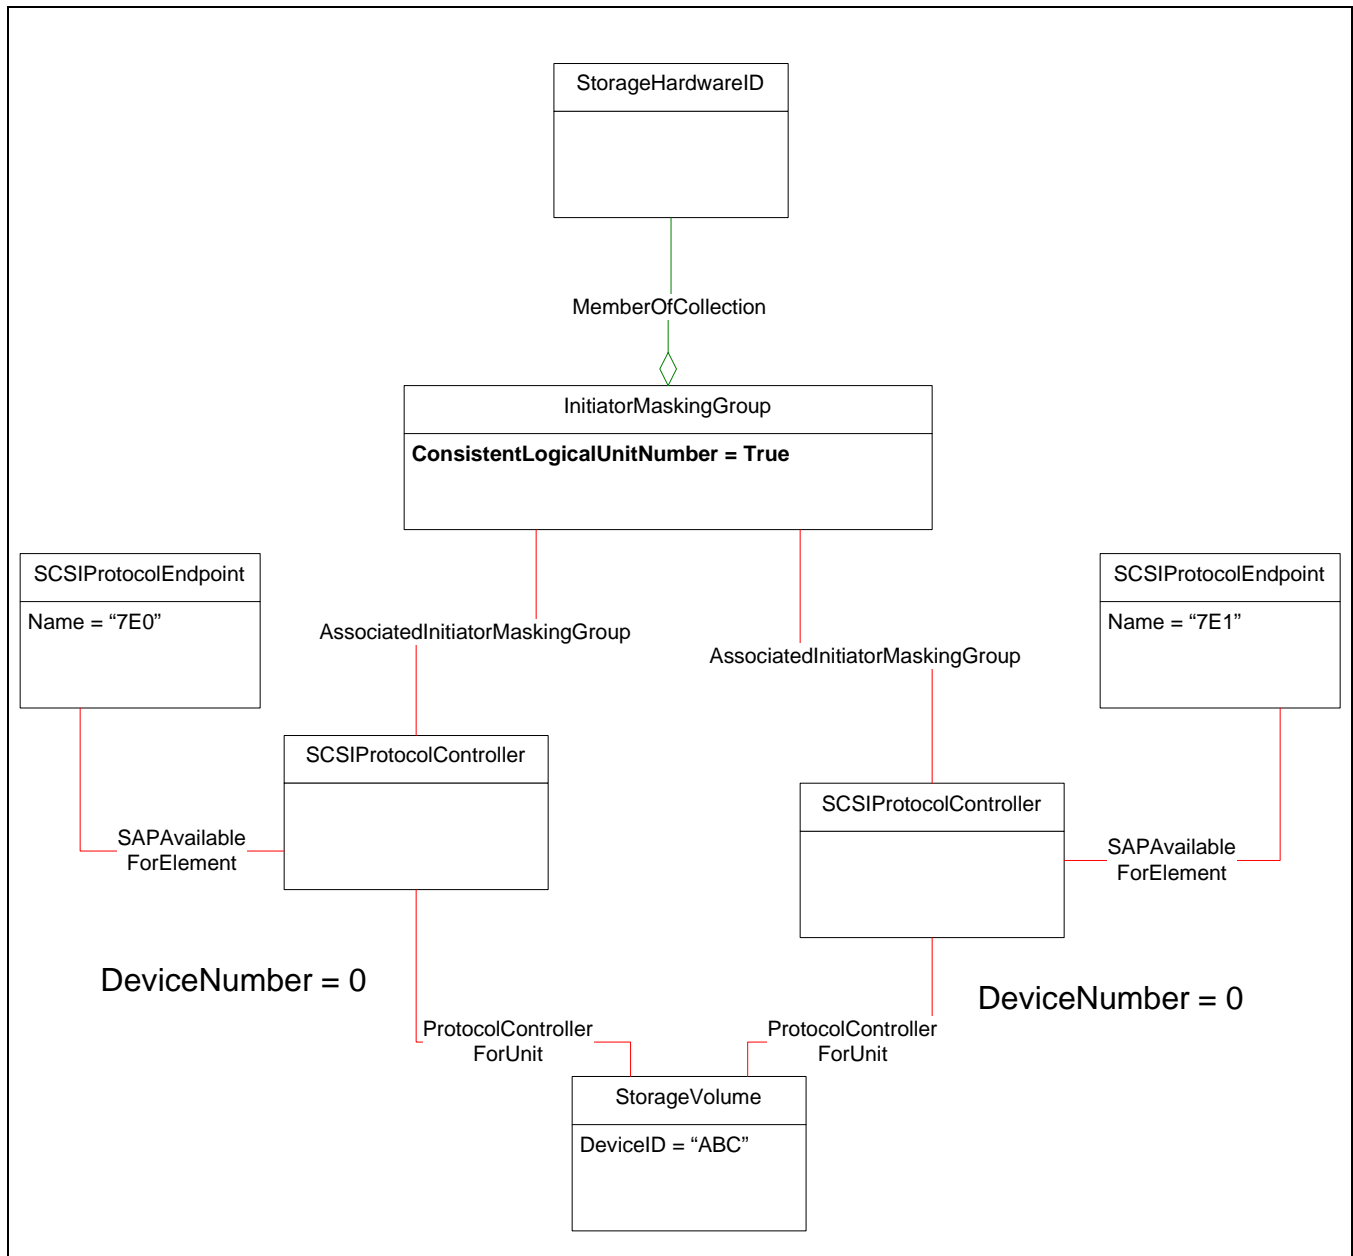 StorageHardwareID
MemberOfCollection
InitiatorMaskingGroup
ConsistentLogicalUnitNumber = True
SCSIProtocolEndpoint
Name = “7E0”
SCSIProtocolEndpoint
Name = “7E1”
AssociatedInitiatorMaskingGroup
AssociatedInitiatorMaskingGroup
SCSIProtocolController
SCSIProtocolController
SAPAvailable
ForElement
SAPAvailable
ForElement
DeviceNumber = 0
DeviceNumber = 0
ProtocolController
ForUnit
ProtocolController
ForUnit
StorageVolume
DeviceID = “ABC”